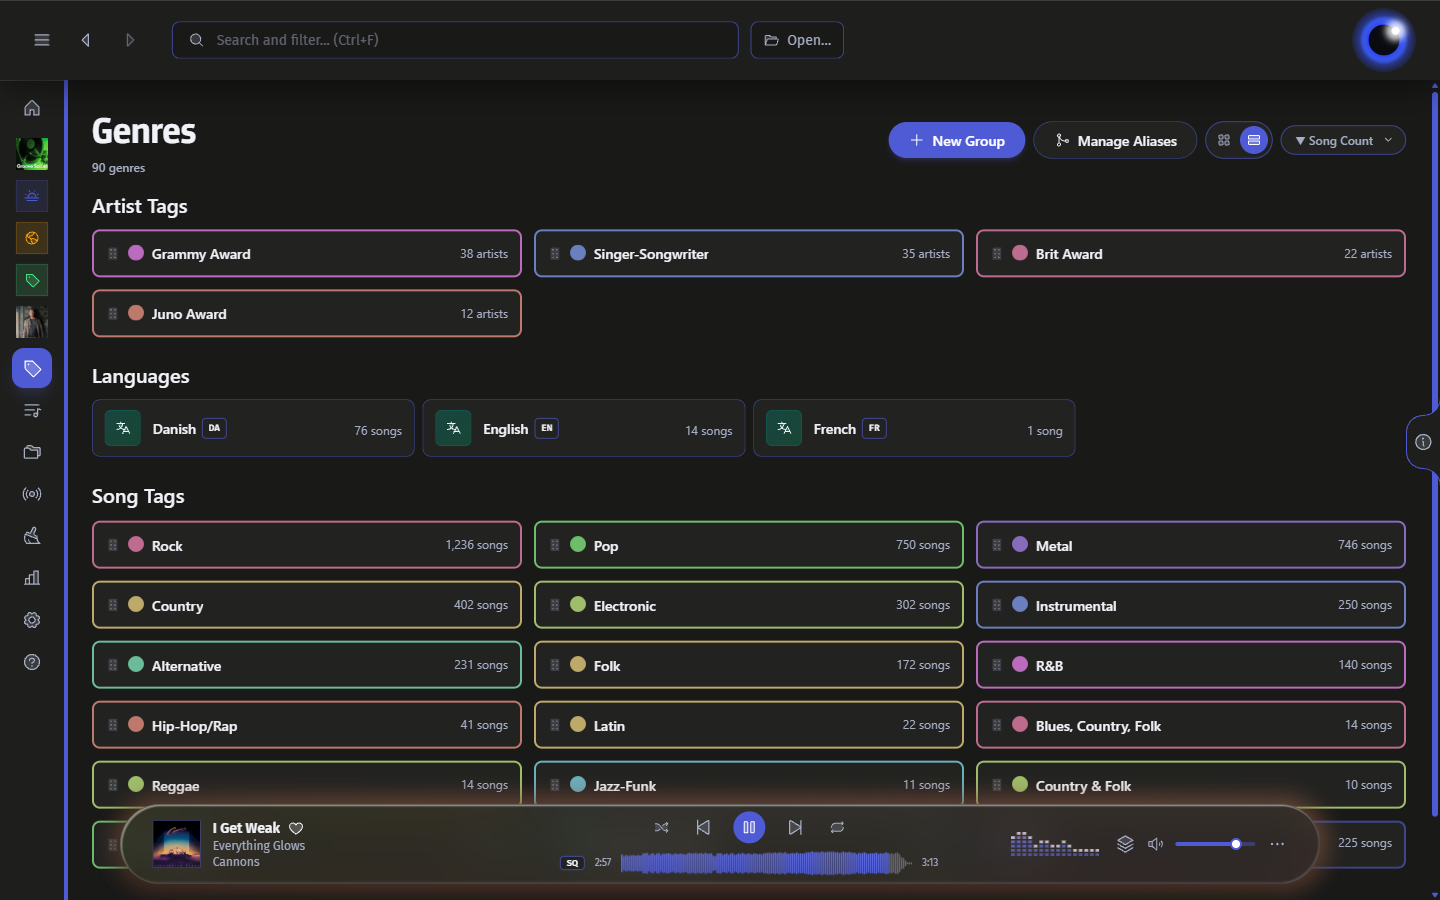 Search and filter... (Ctrl+F)
Open...
Genres
90 genres
New Group
Manage Aliases
▼ Song Count
Artist Tags
Grammy Award 38 artists
Singer-Songwriter 35 artists
Brit Award 22 artists
Juno Award 12 artists
Languages
Danish DA 76 songs
English EN 14 songs
French FR 1 song
Song Tags
Rock 1,236 songs
Pop 750 songs
Metal 746 songs
Country 402 songs
Electronic 302 songs
Instrumental 250 songs
Alternative 231 songs
Folk 172 songs
R&B 140 songs
Hip-Hop/Rap 41 songs
Latin 22 songs
Blues, Country, Folk 14 songs
Reggae 14 songs
Jazz-Funk 11 songs
Country & Folk 10 songs
225 songs
I Get Weak
Everything Glows
Cannons
SQ 2:57
3:13